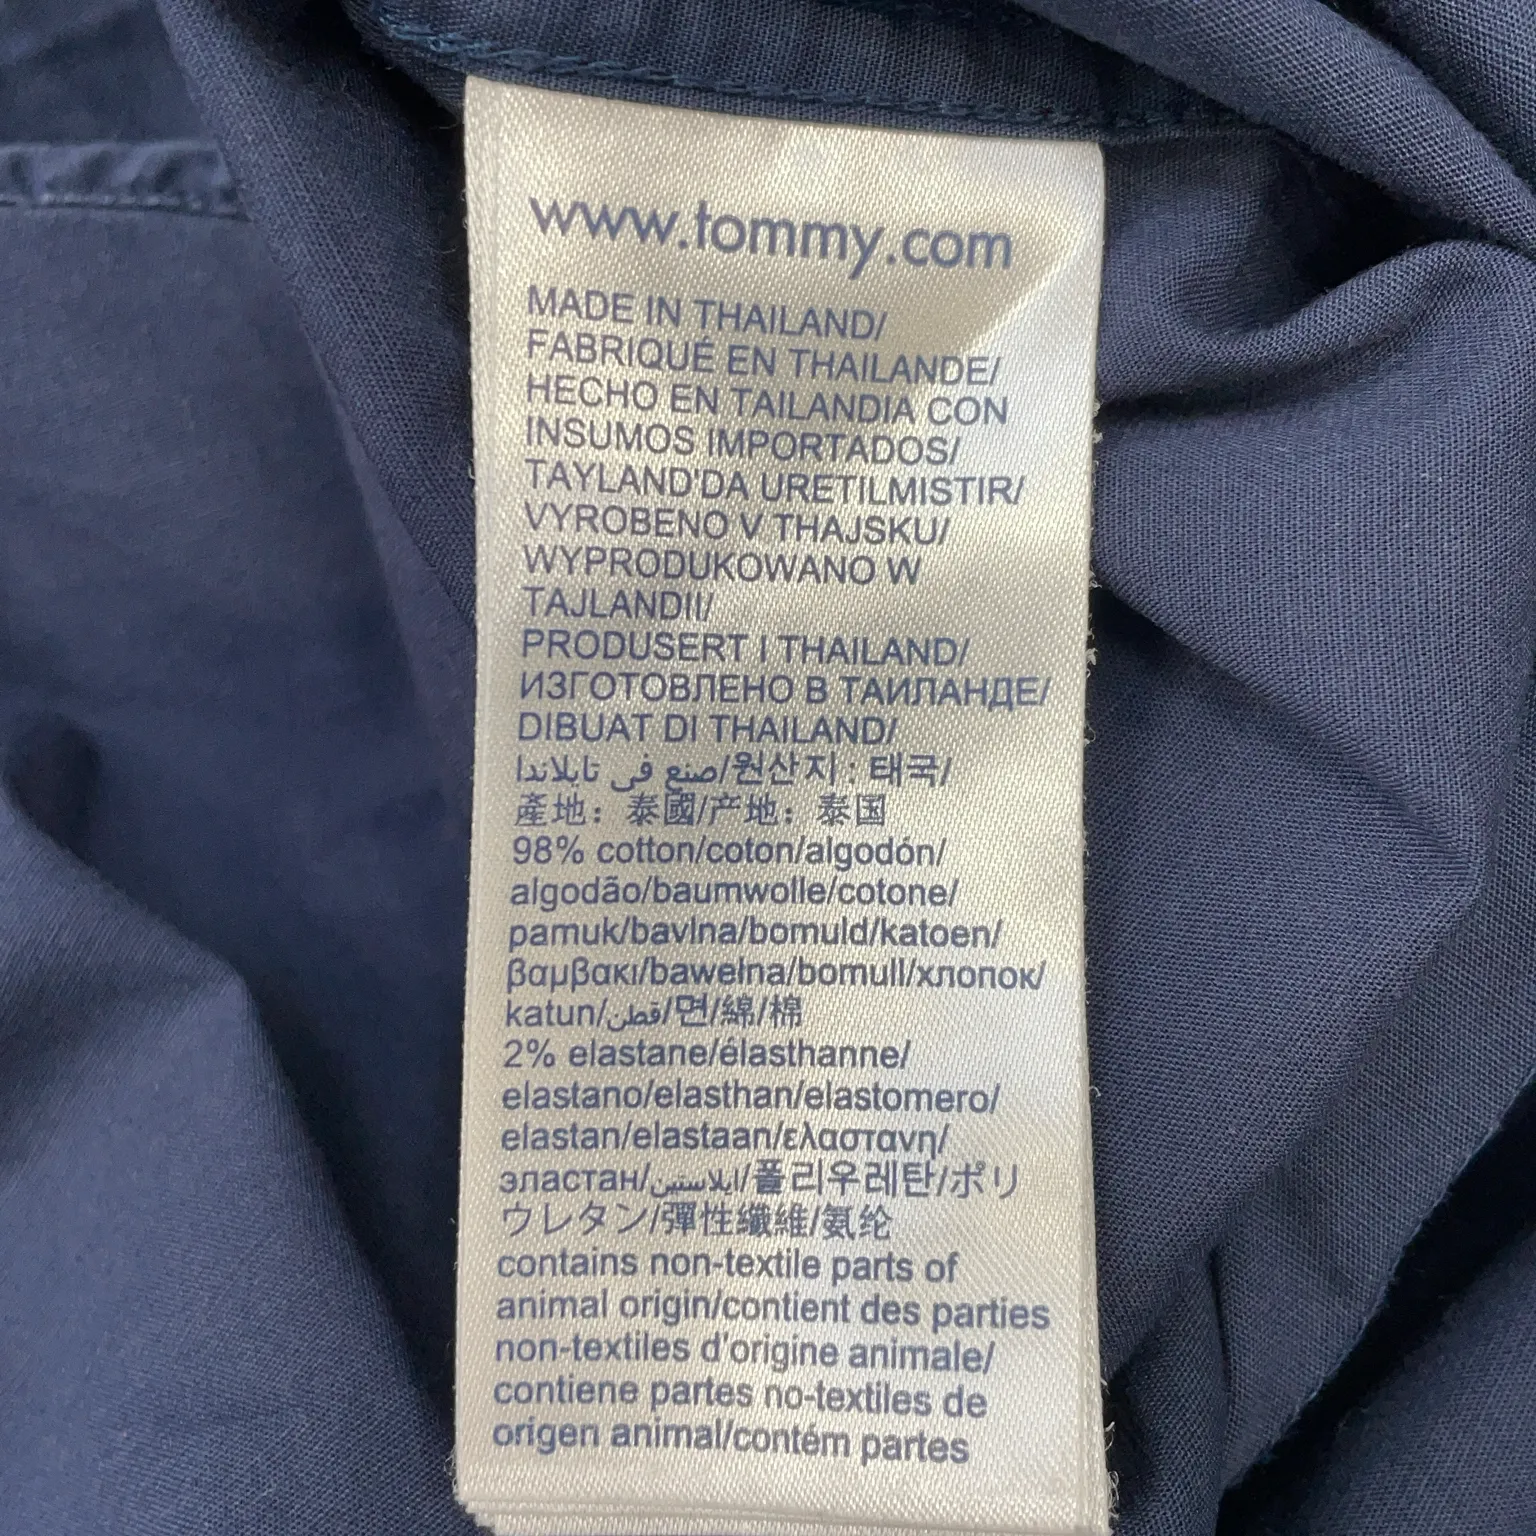 www.tommy.com
MADE IN THAILAND/
FABRIQUÉ EN THAILANDE/
HECHO EN TAILANDIA CON
INSUMOS IMPORTADOS/
TAYLAND'DA URETILMISTIR/
VYROBENO V THAJSKU/
WYPRODUKOWANO W
TAJLANDII/
PRODUSERT I THAILAND/
ИЗГОТОВЛЕНО В ТАИЛАНДЕ/
DIBUAT DI THAILAND/
صنع في تايلاندا/원산지 : 태국/
產地：泰國/产地：泰国
98% cotton/coton/algodón/
algodão/baumwolle/cotone/
pamuk/bavlna/bomuld/katoen/
βαμβακι/bawełna/bomull/хлопок/
katun/قطن/면/綿/棉
2% elastane/élasthanne/
elastano/elasthan/elastomero/
elastan/elastaan/ελαστανη/
эластан/ايلاستين/폴리우레탄/ポリ
ウレタン/彈性纖維/氨纶
contains non-textile parts of
animal origin/contient des parties
non-textiles d'origine animale/
contiene partes no-textiles de
origen animal/contém partes